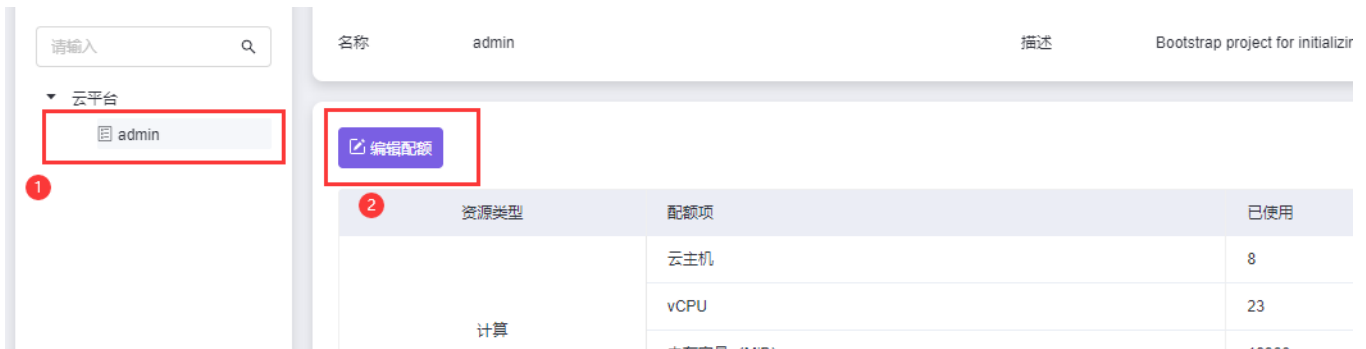 请输入
云平台
admin
1
名称 admin 描述 Bootstrap project for initializin
编辑配额
2
资源类型 配额项 已使用
云主机 8
vCPU 23
计算